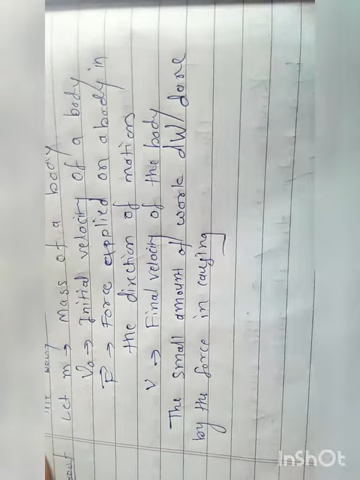 Let m → Mass of a body
V₀ → Initial velocity of a body
F → Force applied on a body in
the direction of motion
V → Final velocity of the body
The small amount of work dW/ done
by the force in
InShOt